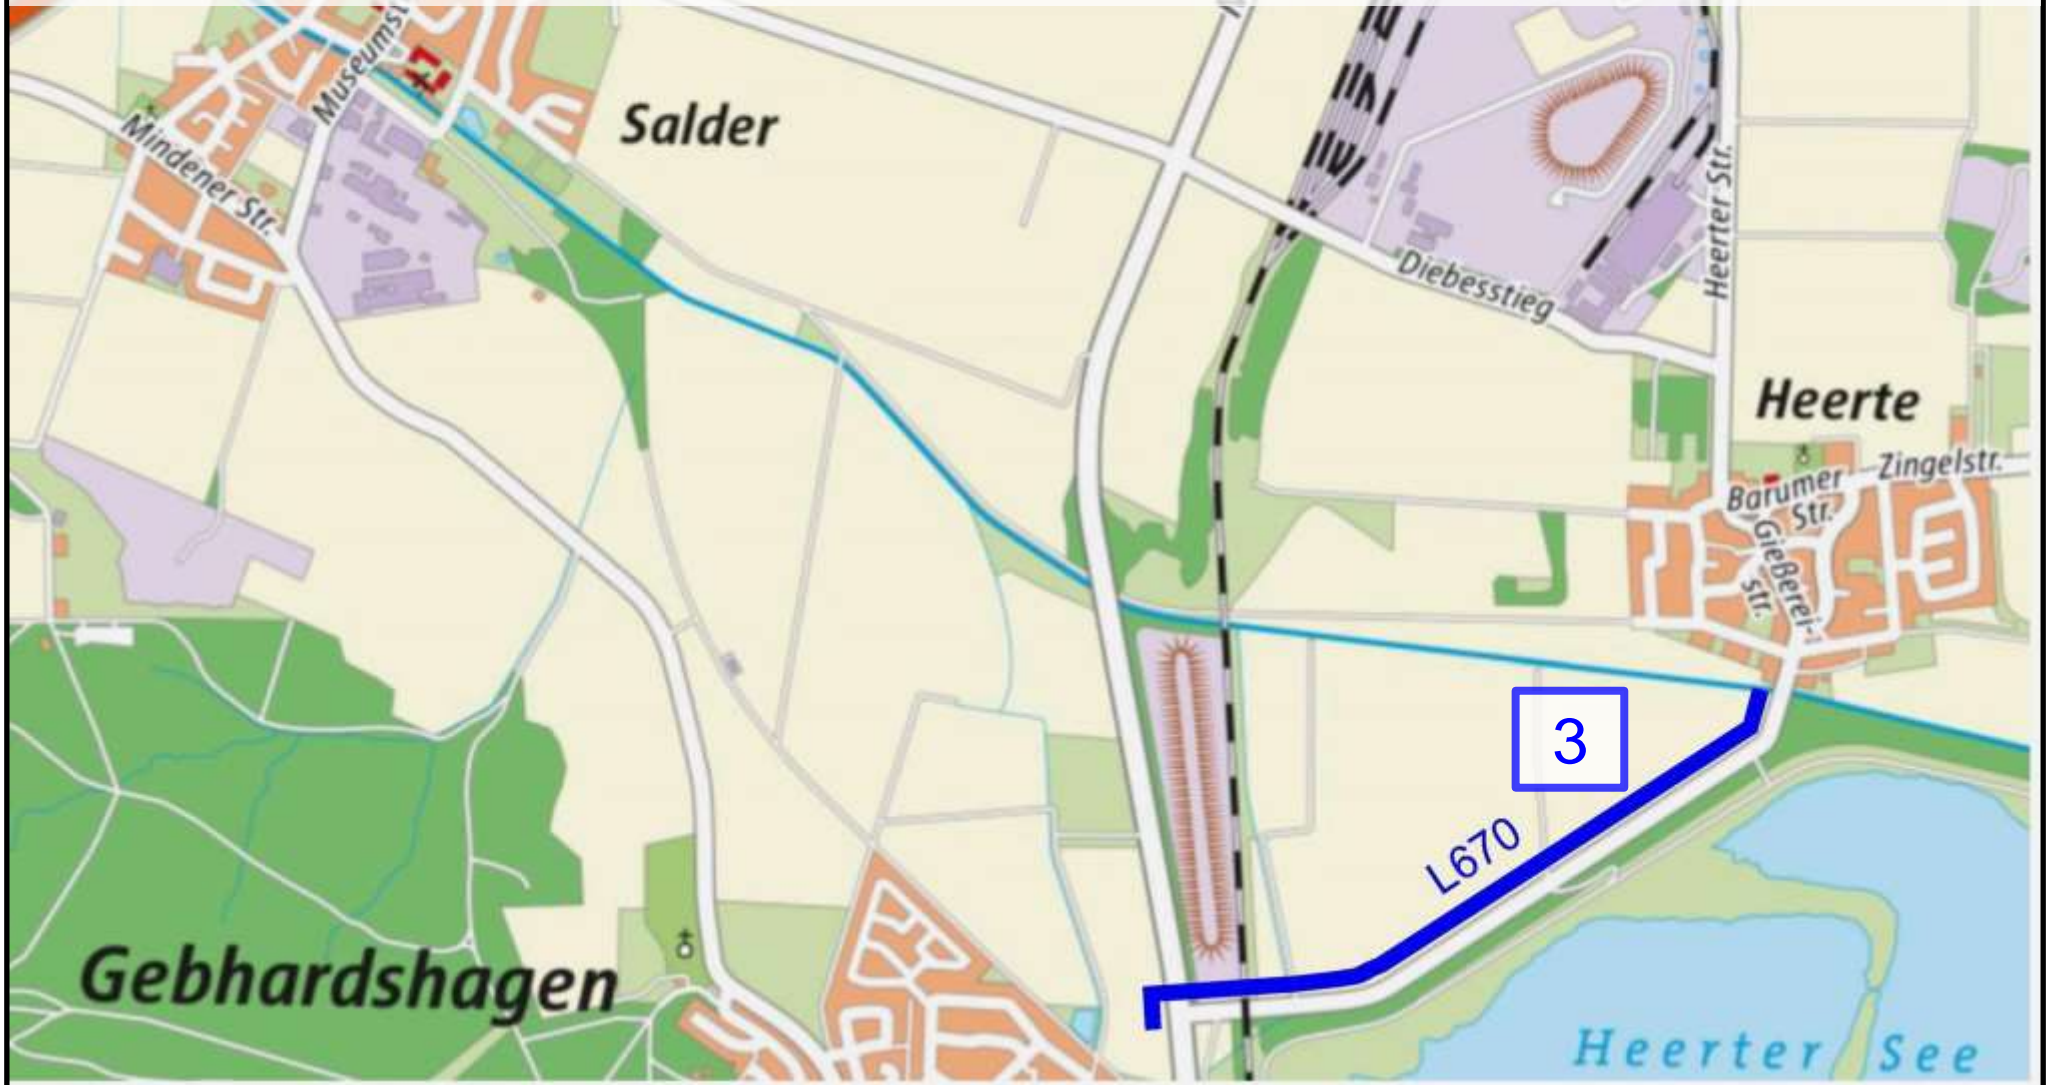 Museumst
Salder
Mindener Str.
Diebesstieg
Heerter Str.
Heerte
Zingelstr.
Barumer
Str.
Gießerei-
str.
3
L670
Gebhardshagen
Heerter See